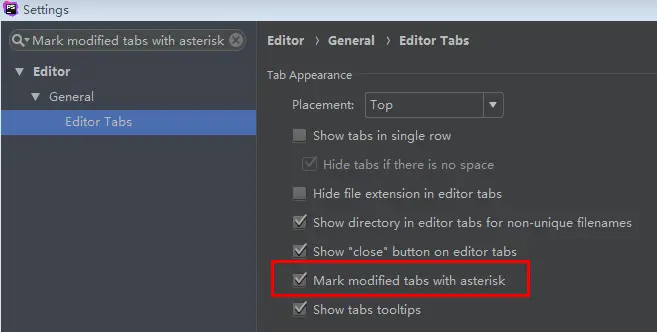 PS Settings
Mark modified tabs with asterisk
Editor
General
Editor Tabs
Editor › General › Editor Tabs
Tab Appearance
Placement: Top
Show tabs in single row
Hide tabs if there is no space
Hide file extension in editor tabs
Show directory in editor tabs for non-unique filenames
Show "close" button on editor tabs
Mark modified tabs with asterisk
Show tabs tooltips